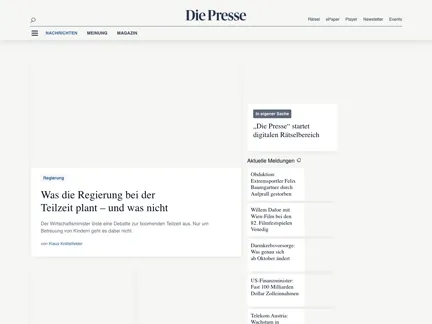 Die Presse
Rätsel ePaper Player Newsletter Events
NACHRICHTEN MEINUNG MAGAZIN
In eigener Sache
„Die Presse“ startet
digitalen Rätselbereich
Aktuelle Meldungen
Regierung
Was die Regierung bei der
Teilzeit plant – und was nicht
Der Wirtschaftsminister löste eine Debatte zur boomenden Teilzeit aus. Nur um
Betreuung von Kindern geht es dabei nicht.
von Klaus Knittelfelder
Obduktion:
Extremsportler Felix
Baumgartner durch
Aufprall gestorben
Willem Dafoe mit
Wien-Film bei den
82. Filmfestspielen
Venedig
Darmkrebsvorsorge:
Was genau sich
ab Oktober ändert
US-Finanzminister:
Fast 100 Milliarden
Dollar Zolleinnahmen
Telekom Austria:
Wachstum in